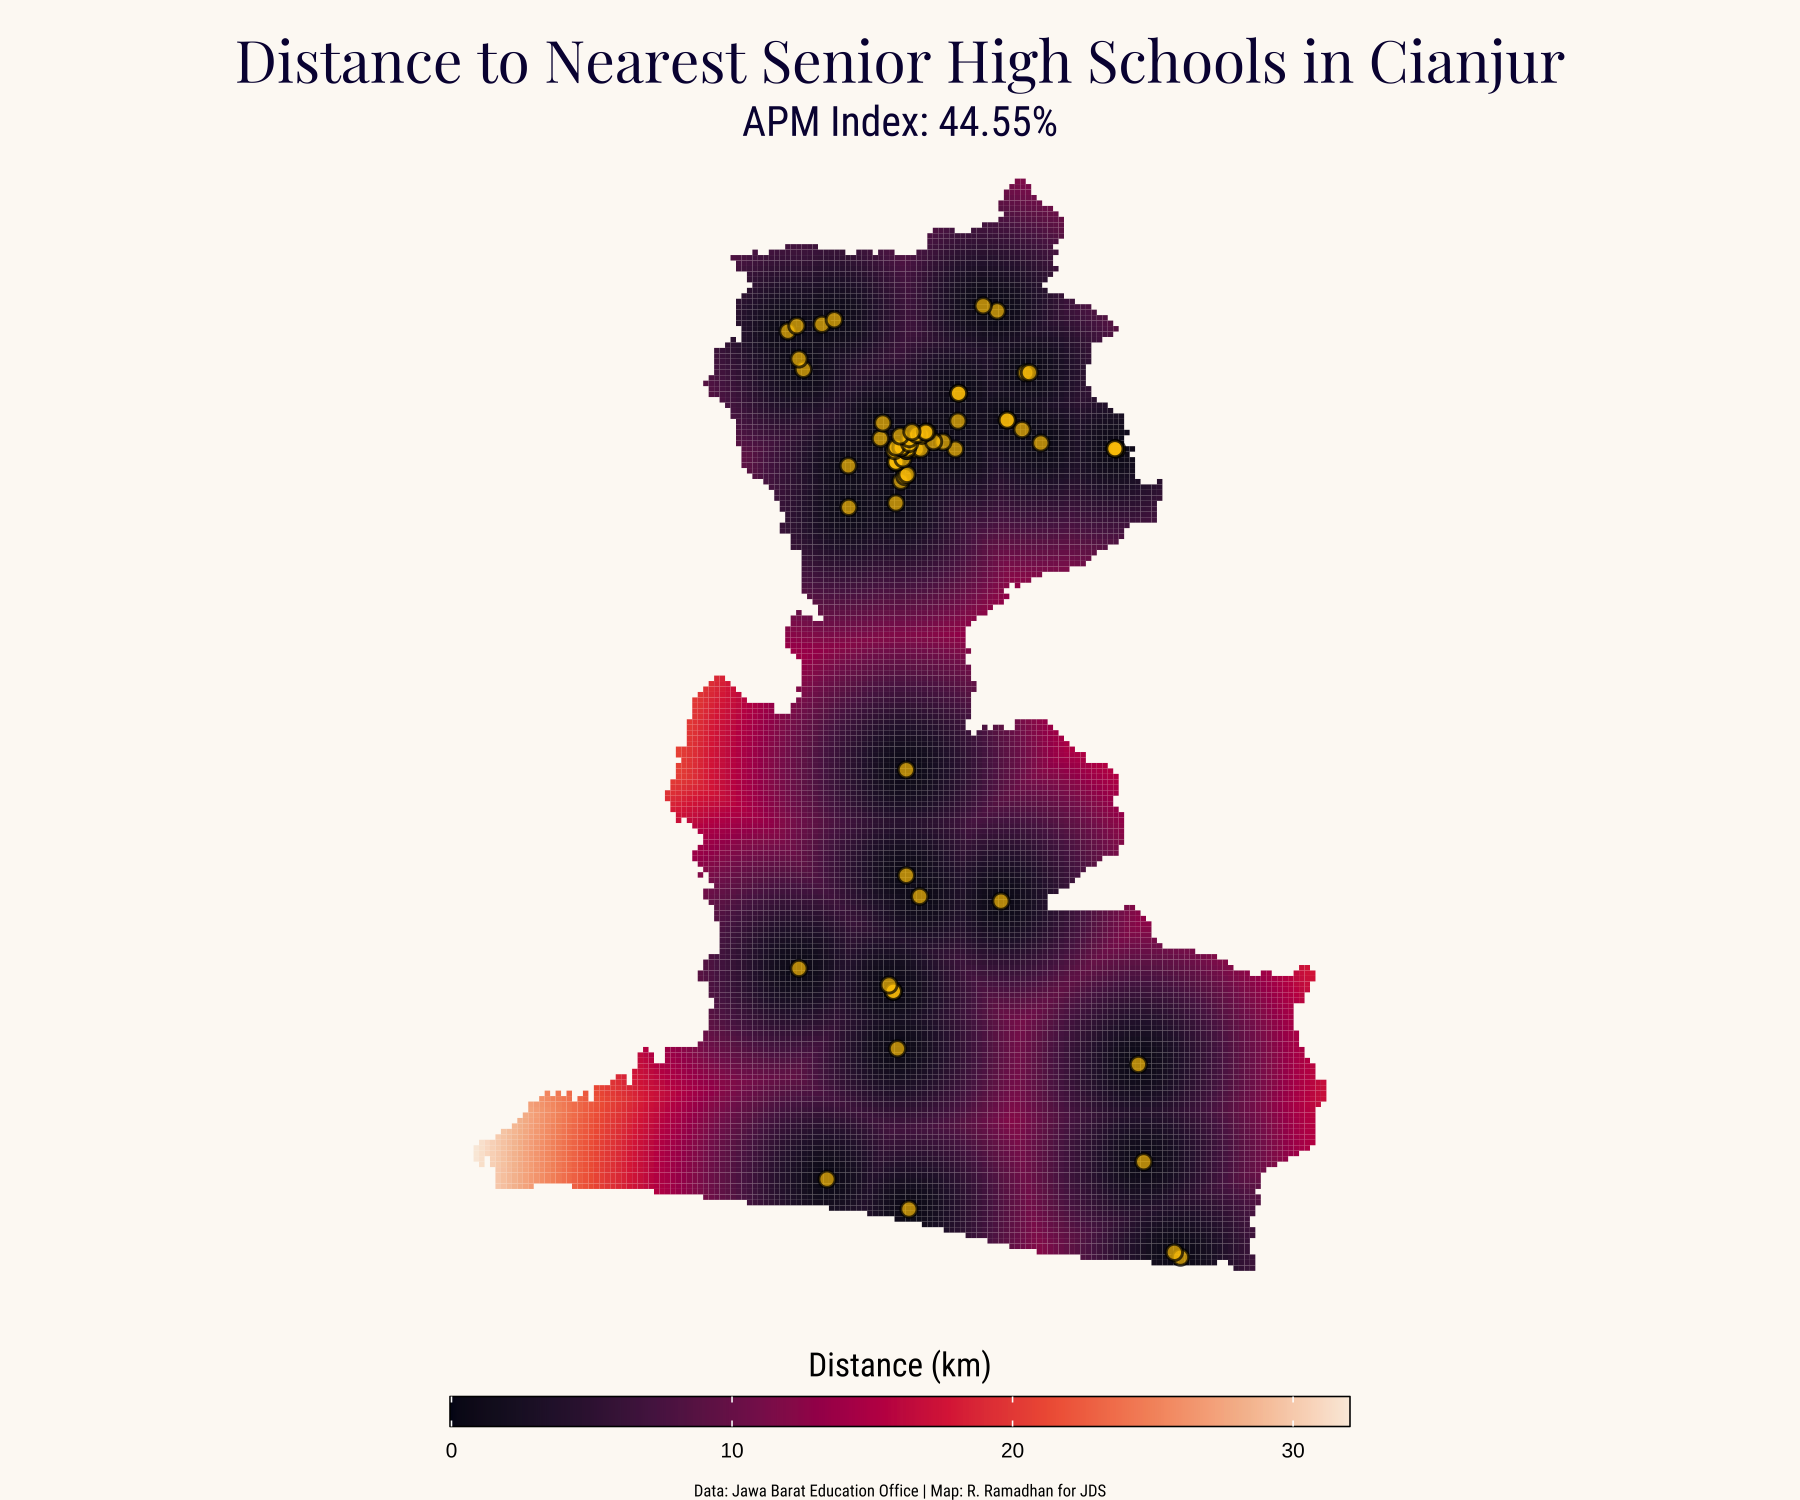 Distance to Nearest Senior High Schools in Cianjur
APM Index: 44.55%
Distance (km)
0 10 20 30
Data: Jawa Barat Education Office | Map: R. Ramadhan for JDS